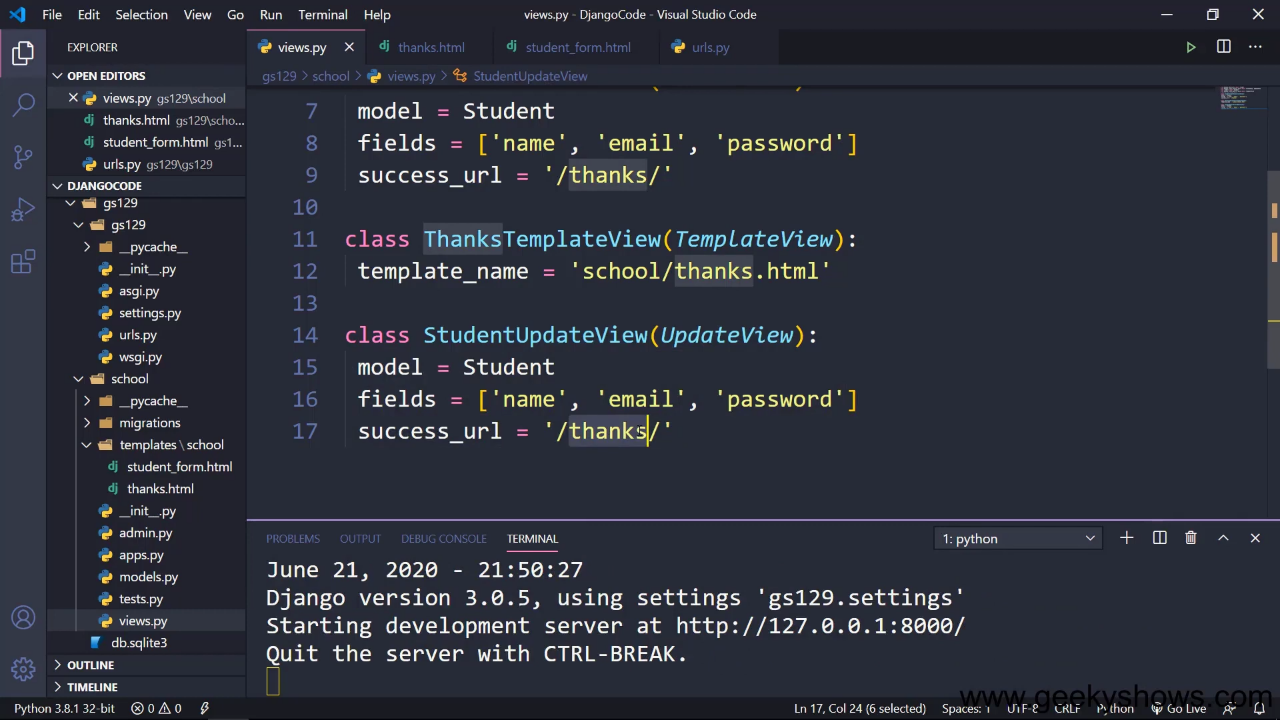 File Edit Selection View Go Run Terminal Help views.py - DjangoCode - Visual Studio Code
EXPLORER
OPEN EDITORS
views.py gs129\school
thanks.html gs129\scho...
student_form.html gs1...
urls.py gs129\gs129
DJANGOCODE
gs129
gs129
__pycache__
__init__.py
asgi.py
settings.py
urls.py
wsgi.py
school
__pycache__
migrations
templates \ school
student_form.html
thanks.html
__init__.py
admin.py
apps.py
models.py
tests.py
views.py
db.sqlite3
OUTLINE
TIMELINE
views.py thanks.html student_form.html urls.py
gs129 > school > views.py > StudentUpdateView
7 model = Student
8 fields = ['name', 'email', 'password']
9 success_url = '/thanks/'
10
11 class ThanksTemplateView(TemplateView):
12 template_name = 'school/thanks.html'
13
14 class StudentUpdateView(UpdateView):
15 model = Student
16 fields = ['name', 'email', 'password']
17 success_url = '/thanks/'
PROBLEMS OUTPUT DEBUG CONSOLE TERMINAL 1: python
June 21, 2020 - 21:50:27
Django version 3.0.5, using settings 'gs129.settings'
Starting development server at http://127.0.0.1:8000/
Quit the server with CTRL-BREAK.
www.geekyshows.com
Python 3.8.1 32-bit 0 0 Ln 17, Col 24 (6 selected) Spaces: 1 UTF-8 CRLF Python Go Live